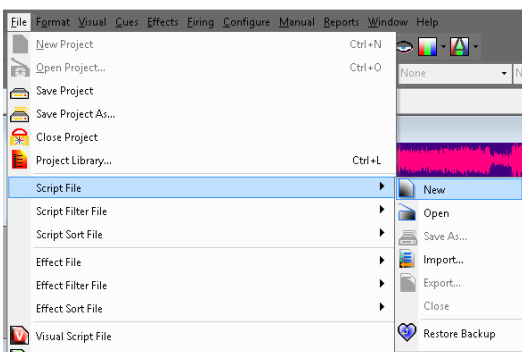 File Format Visual Cues Effects Firing Configure Manual Reports Window Help
New Project Ctrl+N
Open Project... Ctrl+O
None N
Save Project
Save Project As...
Close Project
Project Library... Ctrl+L
Script File
New
Script Filter File
Open
Script Sort File
Save As...
Effect File
Import...
Effect Filter File
Export...
Effect Sort File
Close
Visual Script File
Restore Backup